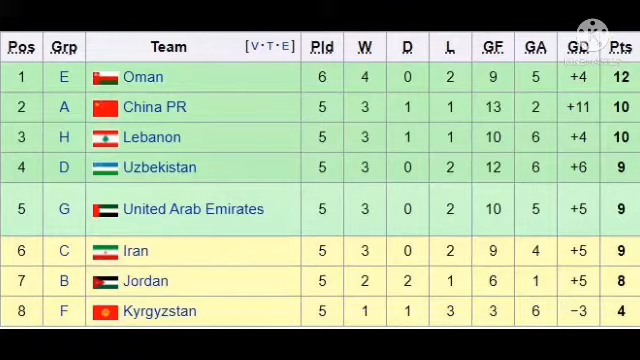 Pos Grp Team [V·T·E] Pld W D L GF GA GD Pts
1 E Oman 6 4 0 2 9 5 +4 12
2 A China PR 5 3 1 1 13 2 +11 10
3 H Lebanon 5 3 1 1 10 6 +4 10
4 D Uzbekistan 5 3 0 2 12 6 +6 9
5 G United Arab Emirates 5 3 0 2 10 5 +5 9
6 C Iran 5 3 0 2 9 4 +5 9
7 B Jordan 5 2 2 1 6 1 +5 8
8 F Kyrgyzstan 5 1 1 3 3 6 −3 4